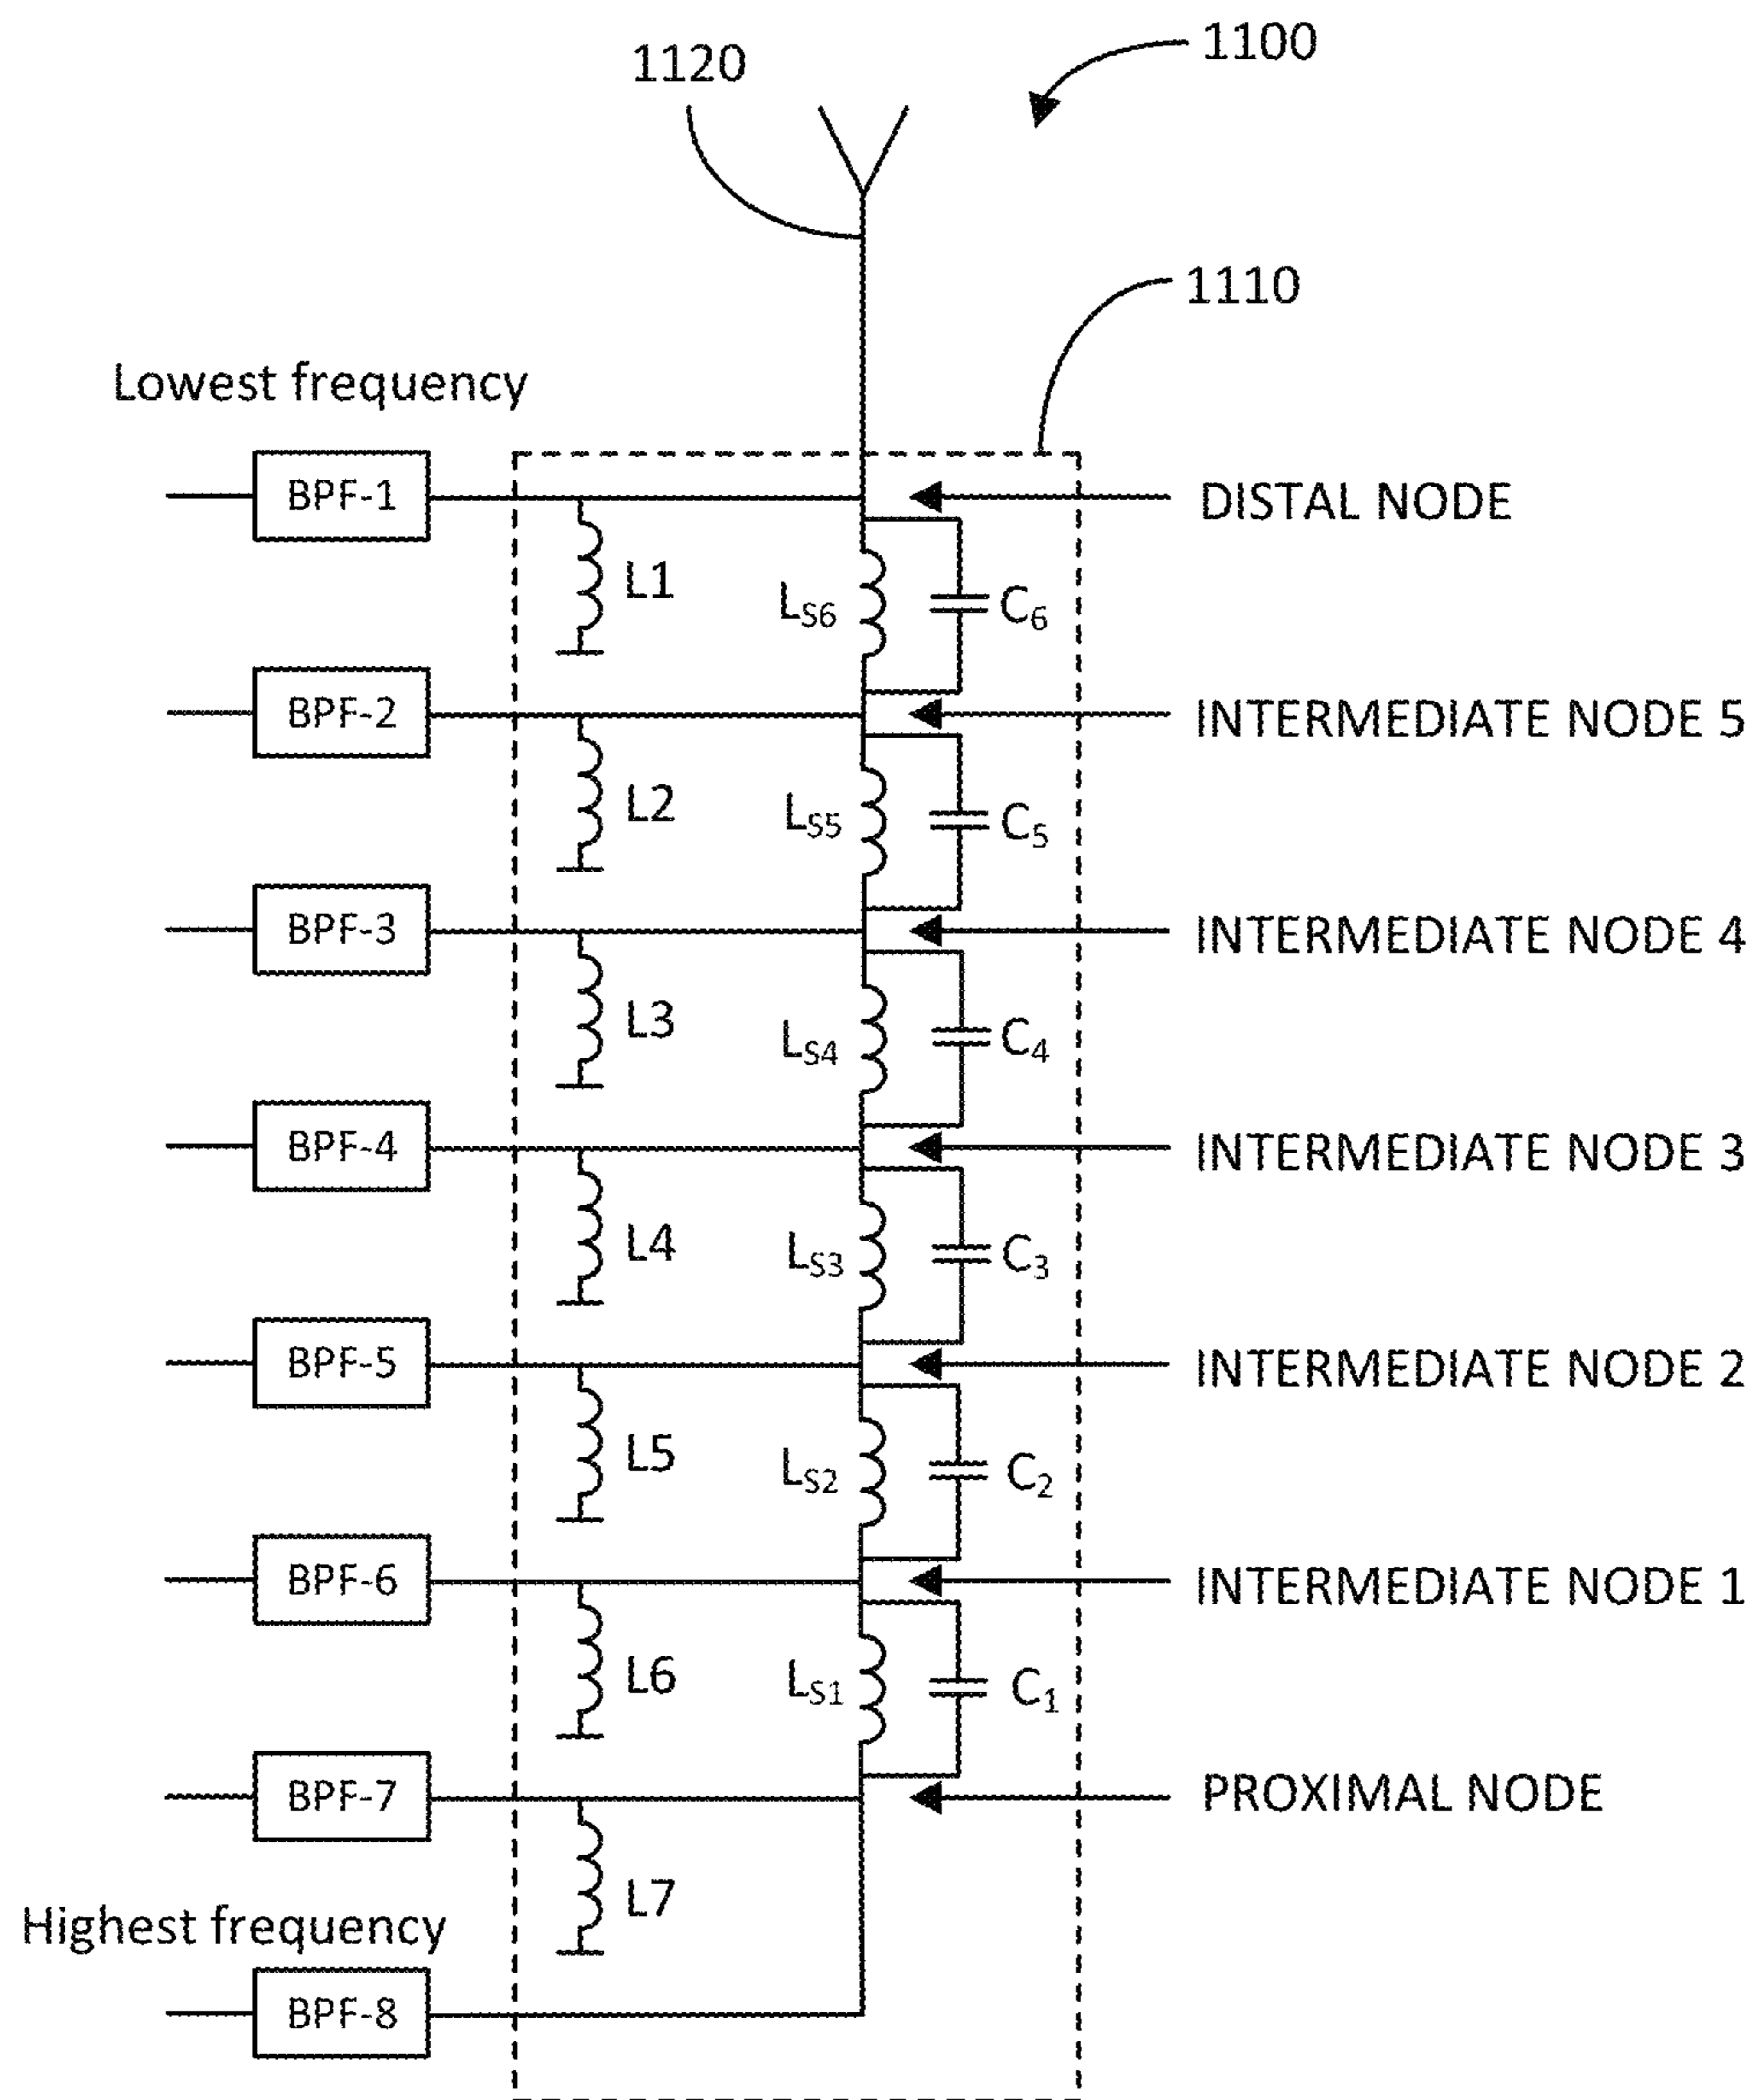 1120
1100
1110
Lowest frequency
BPF-1
DISTAL NODE
L1
LS6
C6
BPF-2
INTERMEDIATE NODE 5
L2
LS5
C5
BPF-3
INTERMEDIATE NODE 4
L3
LS4
C4
BPF-4
INTERMEDIATE NODE 3
L4
LS3
C3
BPF-5
INTERMEDIATE NODE 2
L5
LS2
C2
BPF-6
INTERMEDIATE NODE 1
L6
LS1
C1
BPF-7
PROXIMAL NODE
L7
Highest frequency
BPF-8